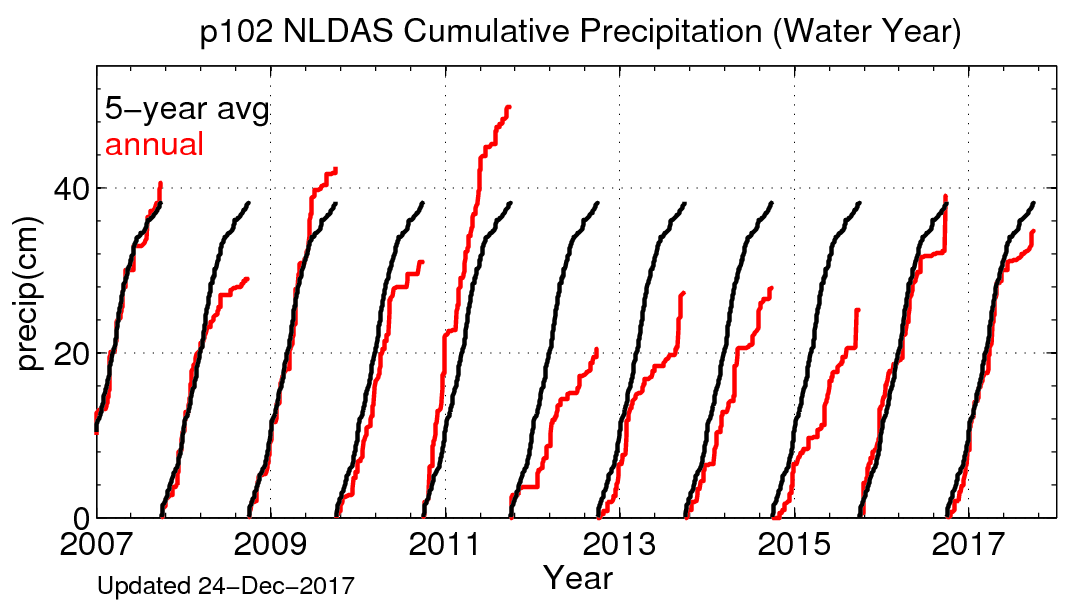 p102 NLDAS Cumulative Precipitation (Water Year)
5−year avg
annual
precip(cm)
40
20
0
2007 2009 2011 2013 2015 2017
Year
Updated 24−Dec−2017